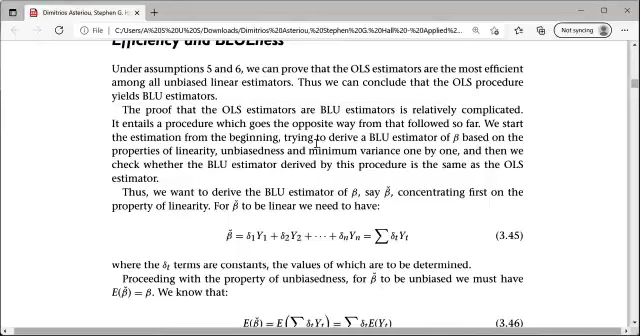 Dimitrios Asteriou, Stephen G. H
File
C:/Users/A%20S%20U%20S/Downloads/Dimitrios%20Asteriou,%20Stephen%20G.%20Hall%20-%20Applied%2...
Not syncing
Efficiency and BLUEness
Under assumptions 5 and 6, we can prove that the OLS estimators are the most efficient
among all unbiased linear estimators. Thus we can conclude that the OLS procedure
yields BLU estimators.
The proof that the OLS estimators are BLU estimators is relatively complicated.
It entails a procedure which goes the opposite way from that followed so far. We start
the estimation from the beginning, trying to derive a BLU estimator of β based on the
properties of linearity, unbiasedness and minimum variance one by one, and then we
check whether the BLU estimator derived by this procedure is the same as the OLS
estimator.
Thus, we want to derive the BLU estimator of β, say β̆, concentrating first on the
property of linearity. For β̆ to be linear we need to have:
β̆ = δ1Y1 + δ2Y2 + ··· + δnYn = ∑ δtYt (3.45)
where the δt terms are constants, the values of which are to be determined.
Proceeding with the property of unbiasedness, for β̆ to be unbiased we must have
E(β̆) = β. We know that:
E(β̆) = E(∑ δtYt) = ∑ δtE(Yt) (3.46)